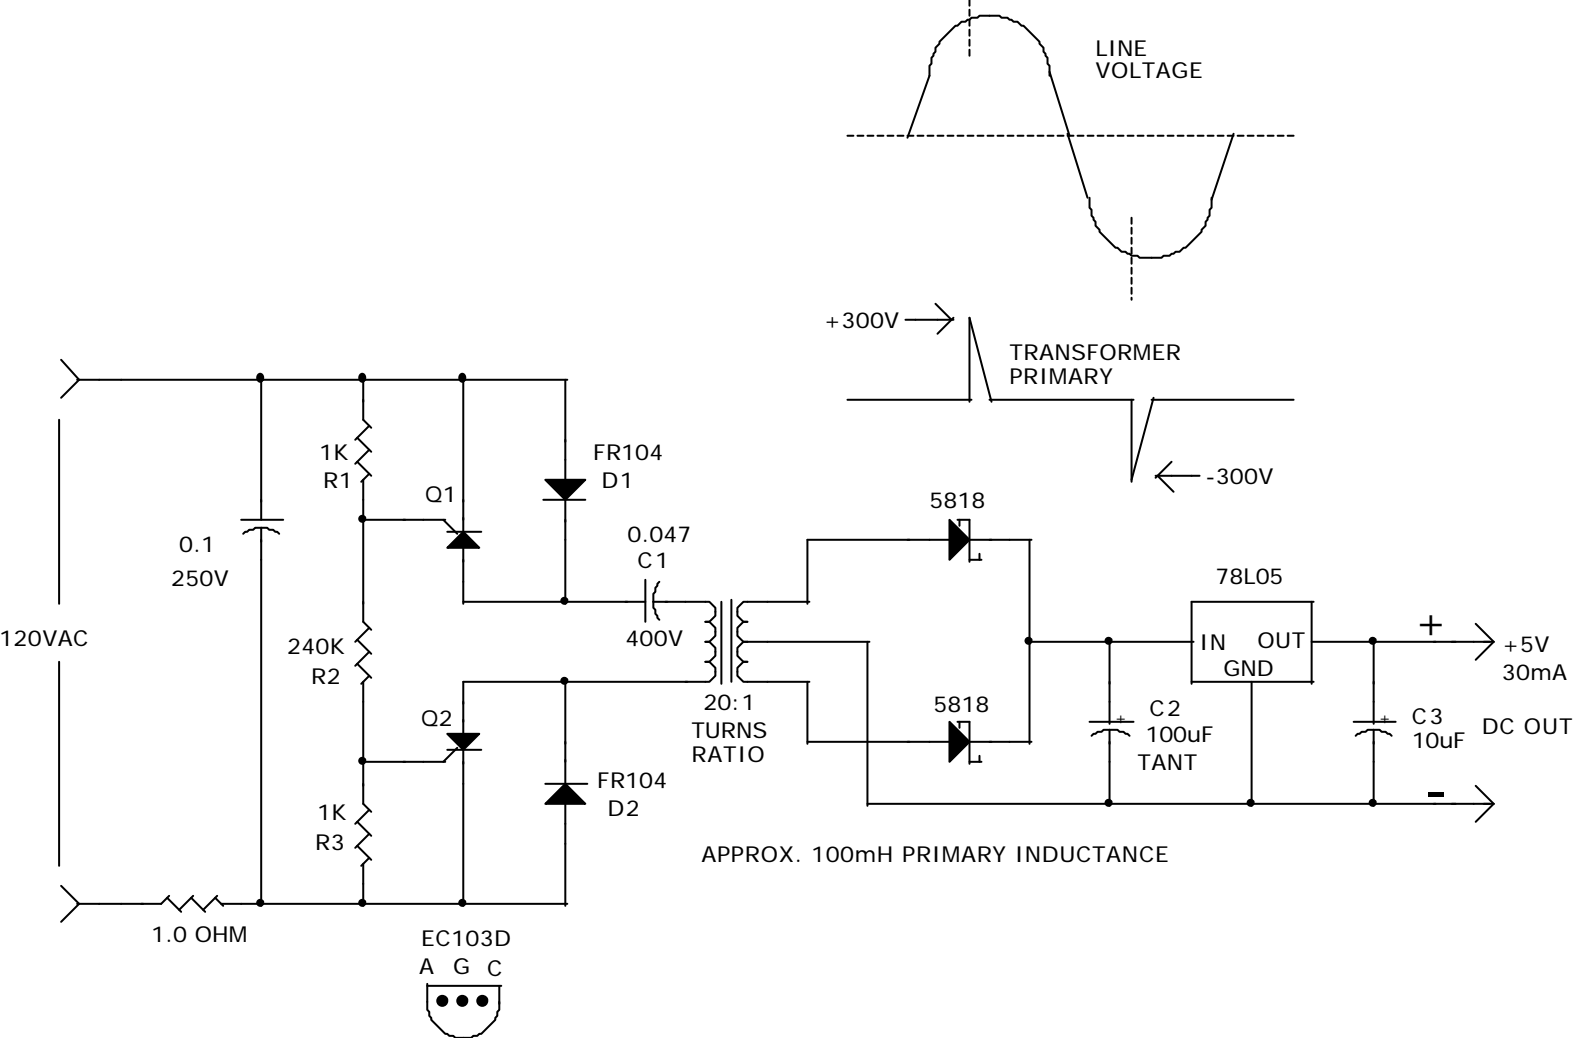 LINE
VOLTAGE
+300V
TRANSFORMER
PRIMARY
-300V
1K
R1
FR104
D1
Q1
5818
0.1
250V
0.047
C1
400V
78L05
120VAC
240K
R2
IN OUT
GND
+
+5V
30mA
20:1
TURNS
RATIO
5818
Q2
+
C2
100uF
TANT
+
C3
10uF
DC OUT
FR104
D2
-
1K
R3
APPROX. 100mH PRIMARY INDUCTANCE
1.0 OHM
EC103D
A G C